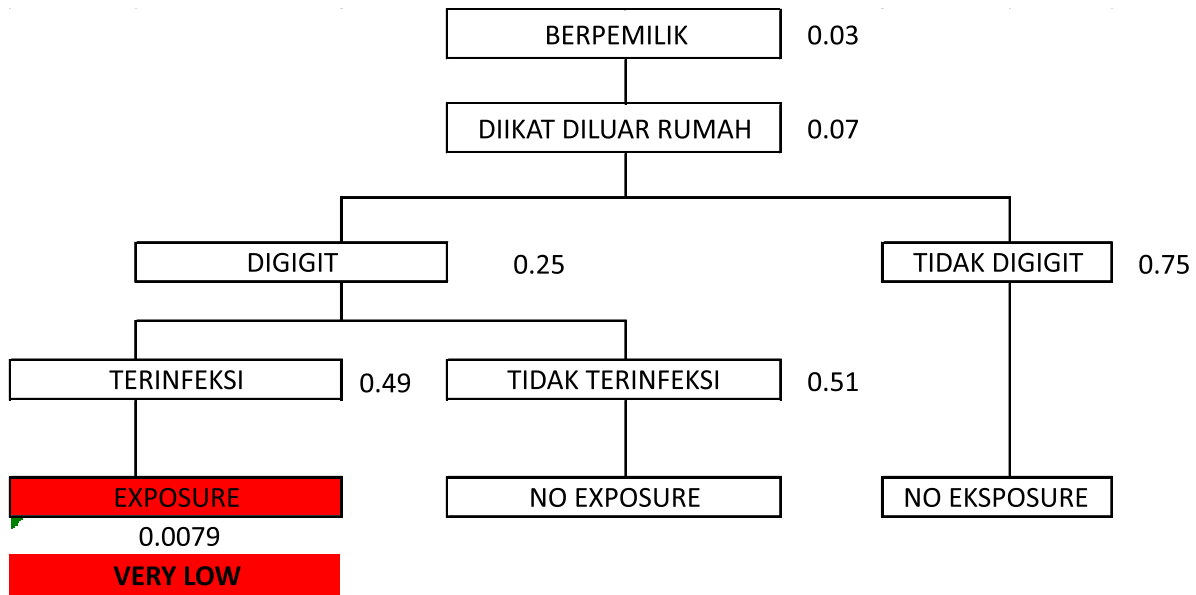 BERPEMILIK 0.03
DIIKAT DILUAR RUMAH 0.07
DIGIGIT 0.25 TIDAK DIGIGIT 0.75
TERINFEKSI 0.49 TIDAK TERINFEKSI 0.51
EXPOSURE NO EXPOSURE NO EKSPOSURE
0.0079
VERY LOW